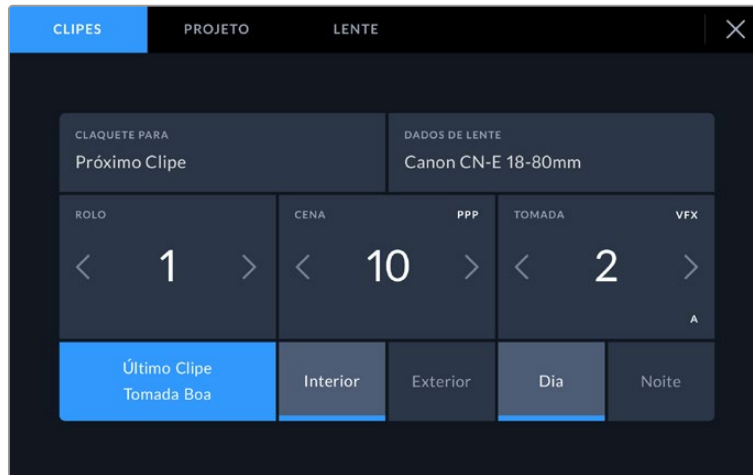 CLIPES PROJETO LENTE
CLAQUETE PARA DADOS DE LENTE
Próximo Clipe Canon CN-E 18-80mm
ROLO CENA PPP TOMADA VFX
1 10 2
A
Último Clipe
Tomada Boa
Interior Exterior Dia Noite